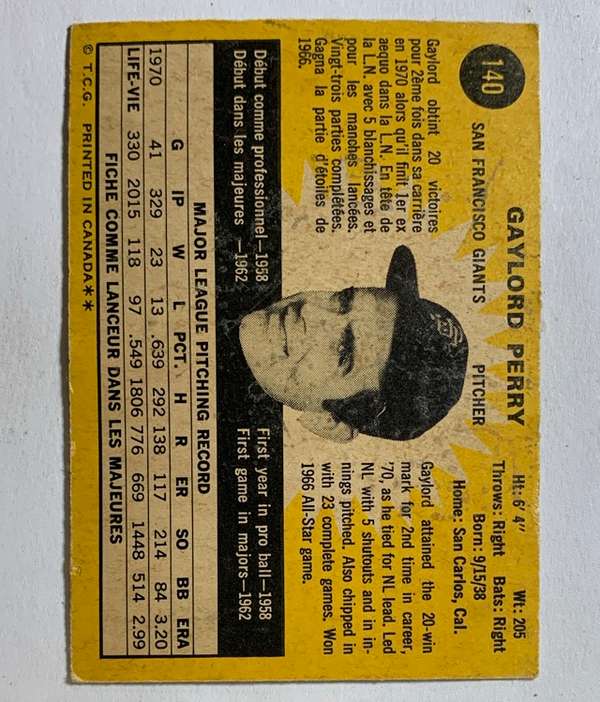 140
GAYLORD PERRY
SAN FRANCISCO GIANTS PITCHER
Ht: 6' 4" Wt: 205
Throws: Right Bats: Right
Born: 9/15/38
Home: San Carlos, Cal.
Gaylord obtint 20 victoires
pour 2ème fois dans sa carrière
en 1970 alors qu'il finit 1er ex
aequo dans la L.N. En tête de
la L.N. avec 5 blanchissages et
pour les manches lancées.
Vingt-trois parties complétées.
Gagna la partie d'étoiles de
1966.
SF
Gaylord attained the 20-win
mark for 2nd time in career,
'70, as he tied for NL lead. Led
NL with 5 shutouts and in in-
nings pitched. Also chipped in
with 23 complete games. Won
1966 All-Star game.
Début comme professionnel—1958
Début dans les majeures —1962
First year in pro ball—1958
First game in majors—1962
MAJOR LEAGUE PITCHING RECORD
G IP W L PCT. H R ER SO BB ERA
1970 41 329 23 13 .639 292 138 117 214 84 3.20
LIFE-VIE 330 2015 118 97 .549 1806 776 669 1448 514 2.99
FICHE COMME LANCEUR DANS LES MAJEURES
© T.C.G. PRINTED IN CANADA**